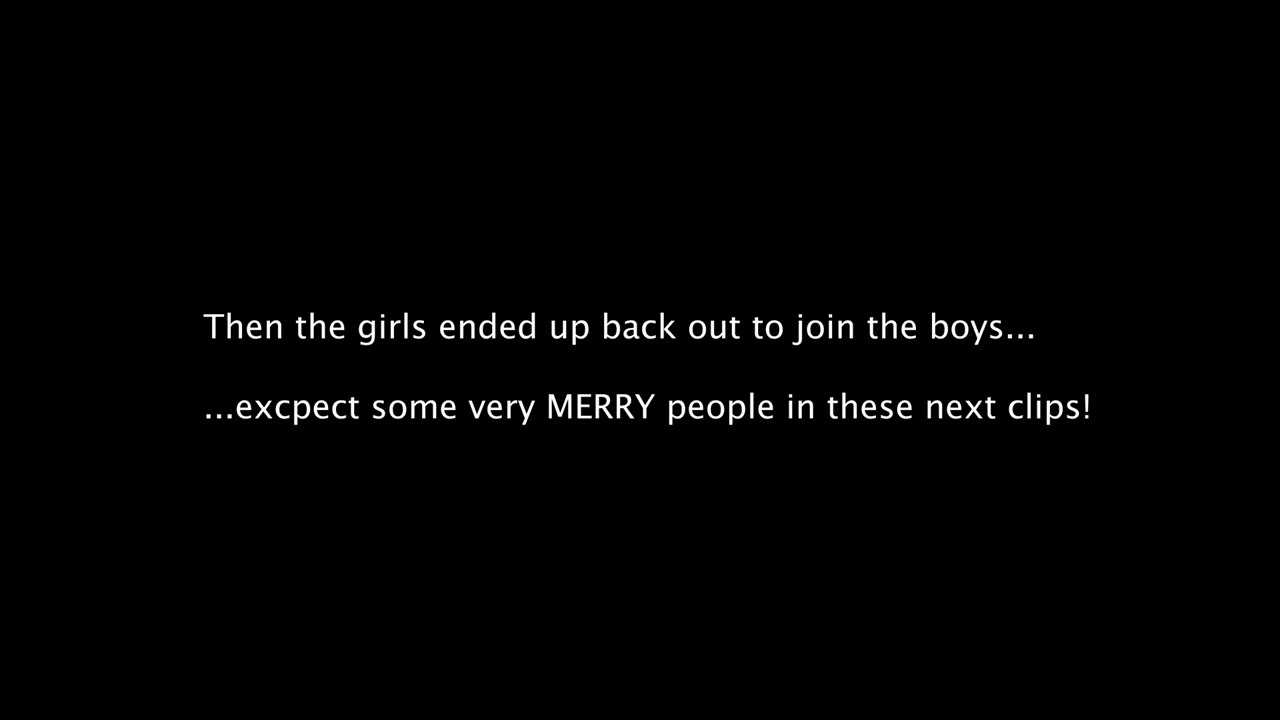 Then the girls ended up back out to join the boys...
...excpect some very MERRY people in these next clips!